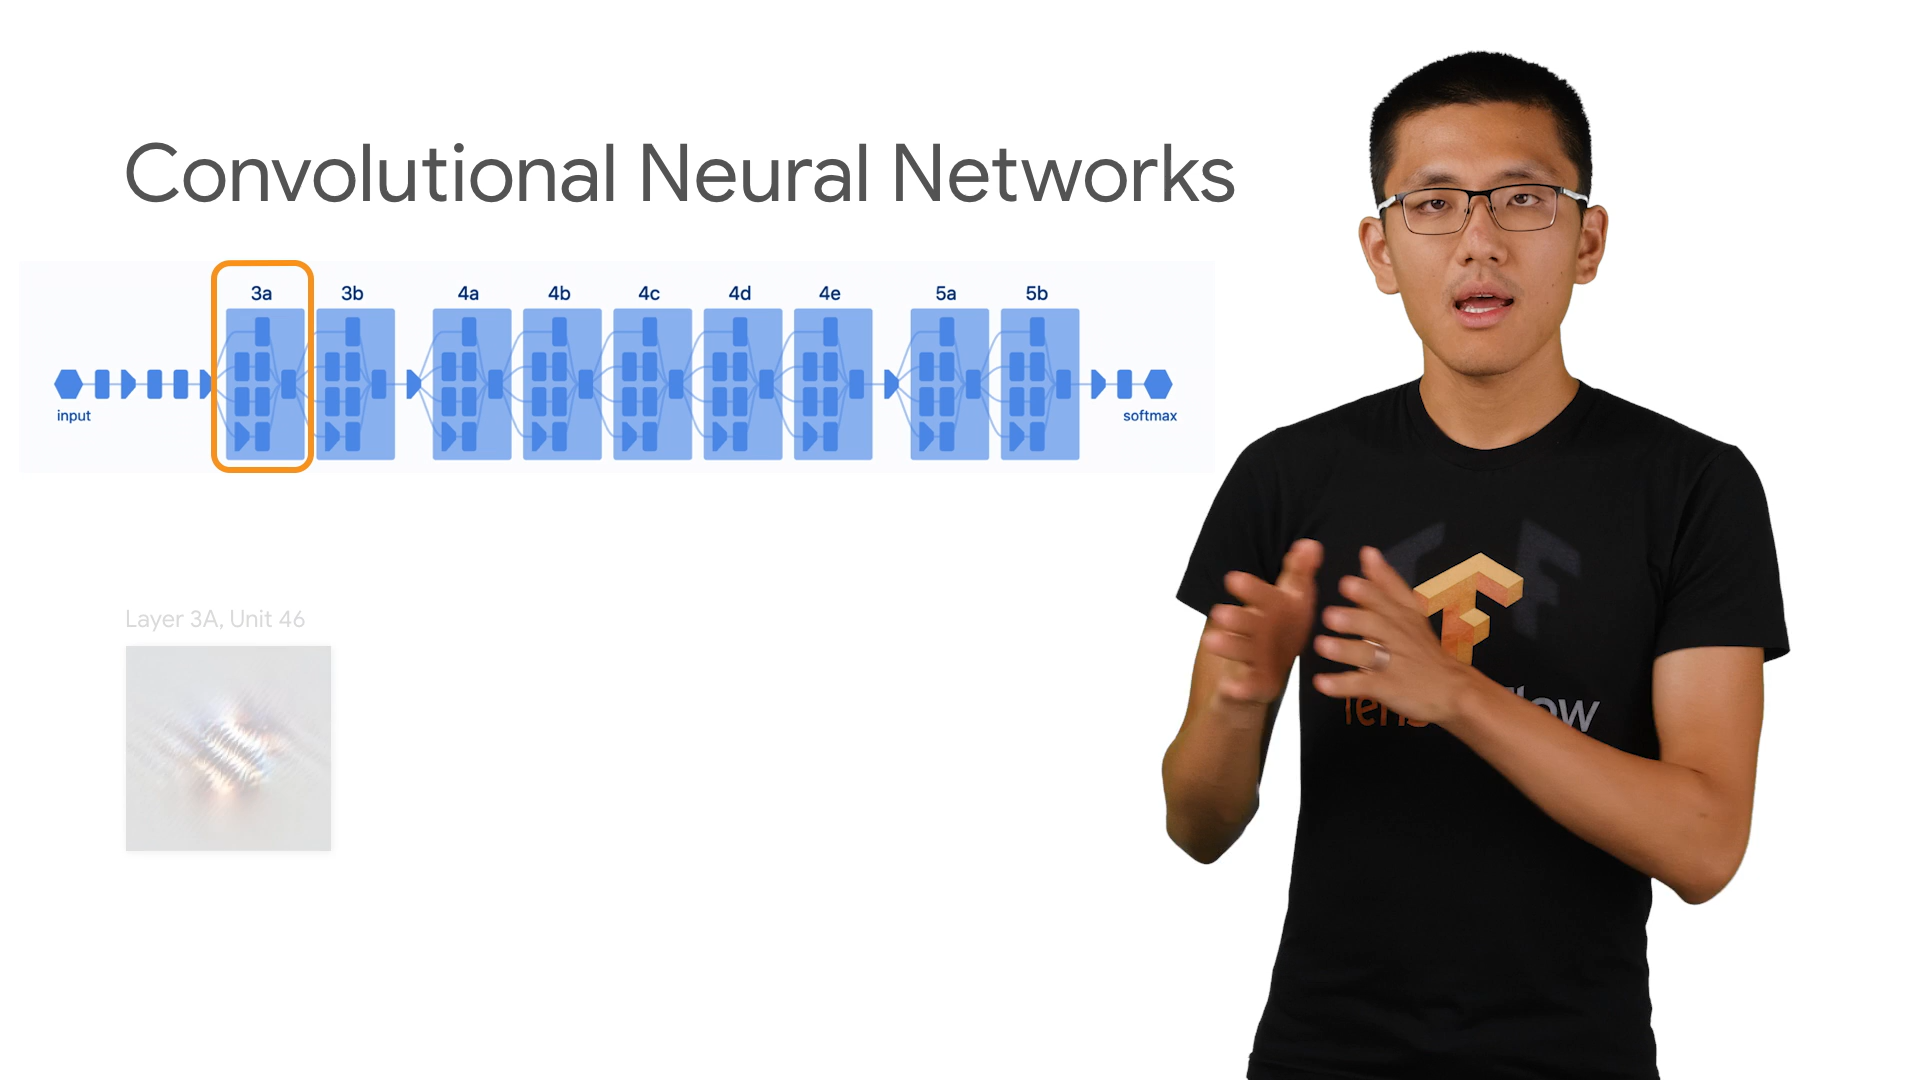 Convolutional Neural Networks
3a 3b 4a 4b 4c 4d 4e 5a 5b
input
softmax
Layer 3A, Unit 46